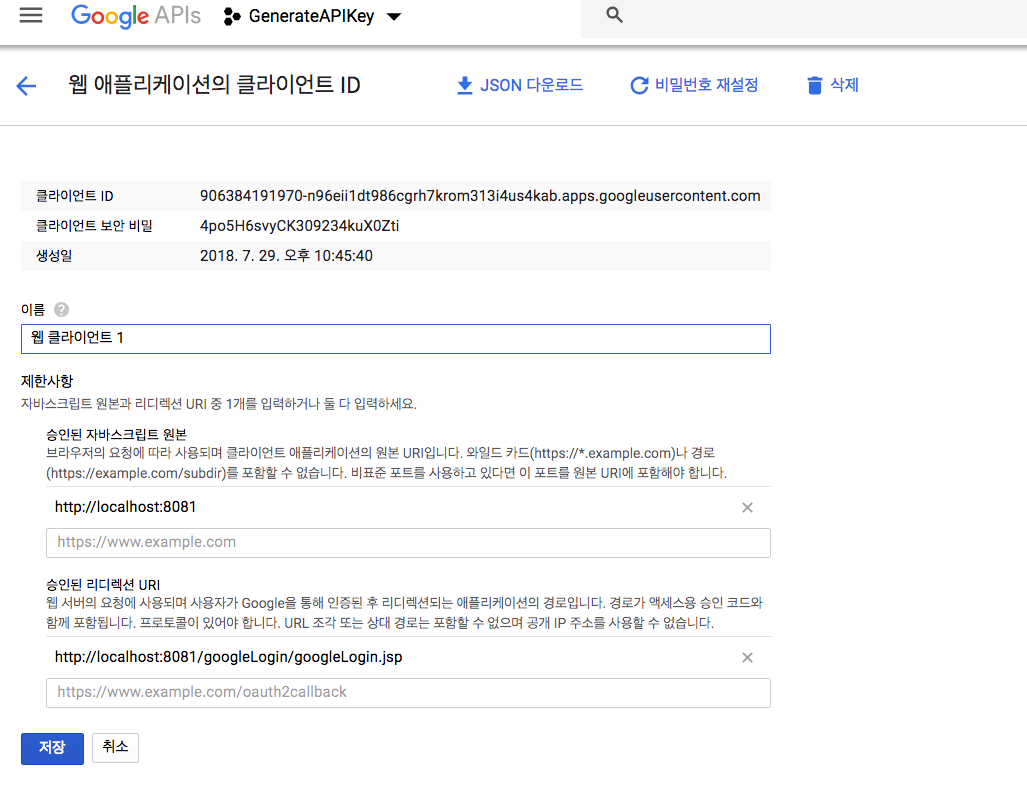 Google APIs GenerateAPIKey
웹 애플리케이션의 클라이언트 ID JSON 다운로드 비밀번호 재설정 삭제
클라이언트 ID 906384191970-n96eii1dt986cgrh7krom313i4us4kab.apps.googleusercontent.com
클라이언트 보안 비밀 4po5H6svyCK309234kuX0Zti
생성일 2018. 7. 29. 오후 10:45:40
이름 ?
웹 클라이언트 1
제한사항
자바스크립트 원본과 리디렉션 URI 중 1개를 입력하거나 둘 다 입력하세요.
승인된 자바스크립트 원본
브라우저의 요청에 따라 사용되며 클라이언트 애플리케이션의 원본 URI입니다. 와일드 카드(https://*.example.com)나 경로
(https://example.com/subdir)를 포함할 수 없습니다. 비표준 포트를 사용하고 있다면 이 포트를 원본 URI에 포함해야 합니다.
http://localhost:8081
https://www.example.com
승인된 리디렉션 URI
웹 서버의 요청에 사용되며 사용자가 Google을 통해 인증된 후 리디렉션되는 애플리케이션의 경로입니다. 경로가 액세스용 승인 코드와
함께 포함됩니다. 프로토콜이 있어야 합니다. URL 조각 또는 상대 경로는 포함할 수 없으며 공개 IP 주소를 사용할 수 없습니다.
http://localhost:8081/googleLogin/googleLogin.jsp
https://www.example.com/oauth2callback
저장 취소